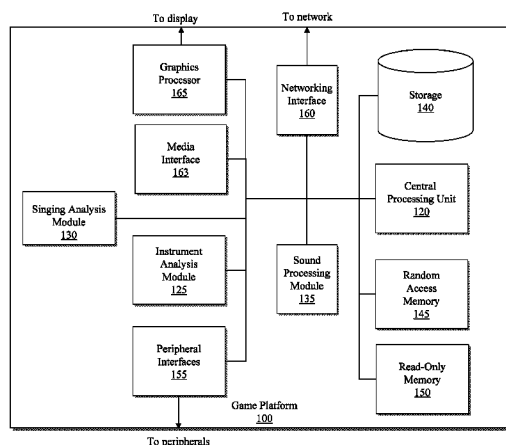 To display
To network
Graphics
Processor
165
Networking
Interface
160
Storage
140
Media
Interface
163
Singing Analysis
Module
130
Central
Processing Unit
120
Instrument
Analysis
Module
125
Sound
Processing
Module
135
Random
Access
Memory
145
Peripheral
Interfaces
155
Read-Only
Memory
150
Game Platform
100
To peripherals